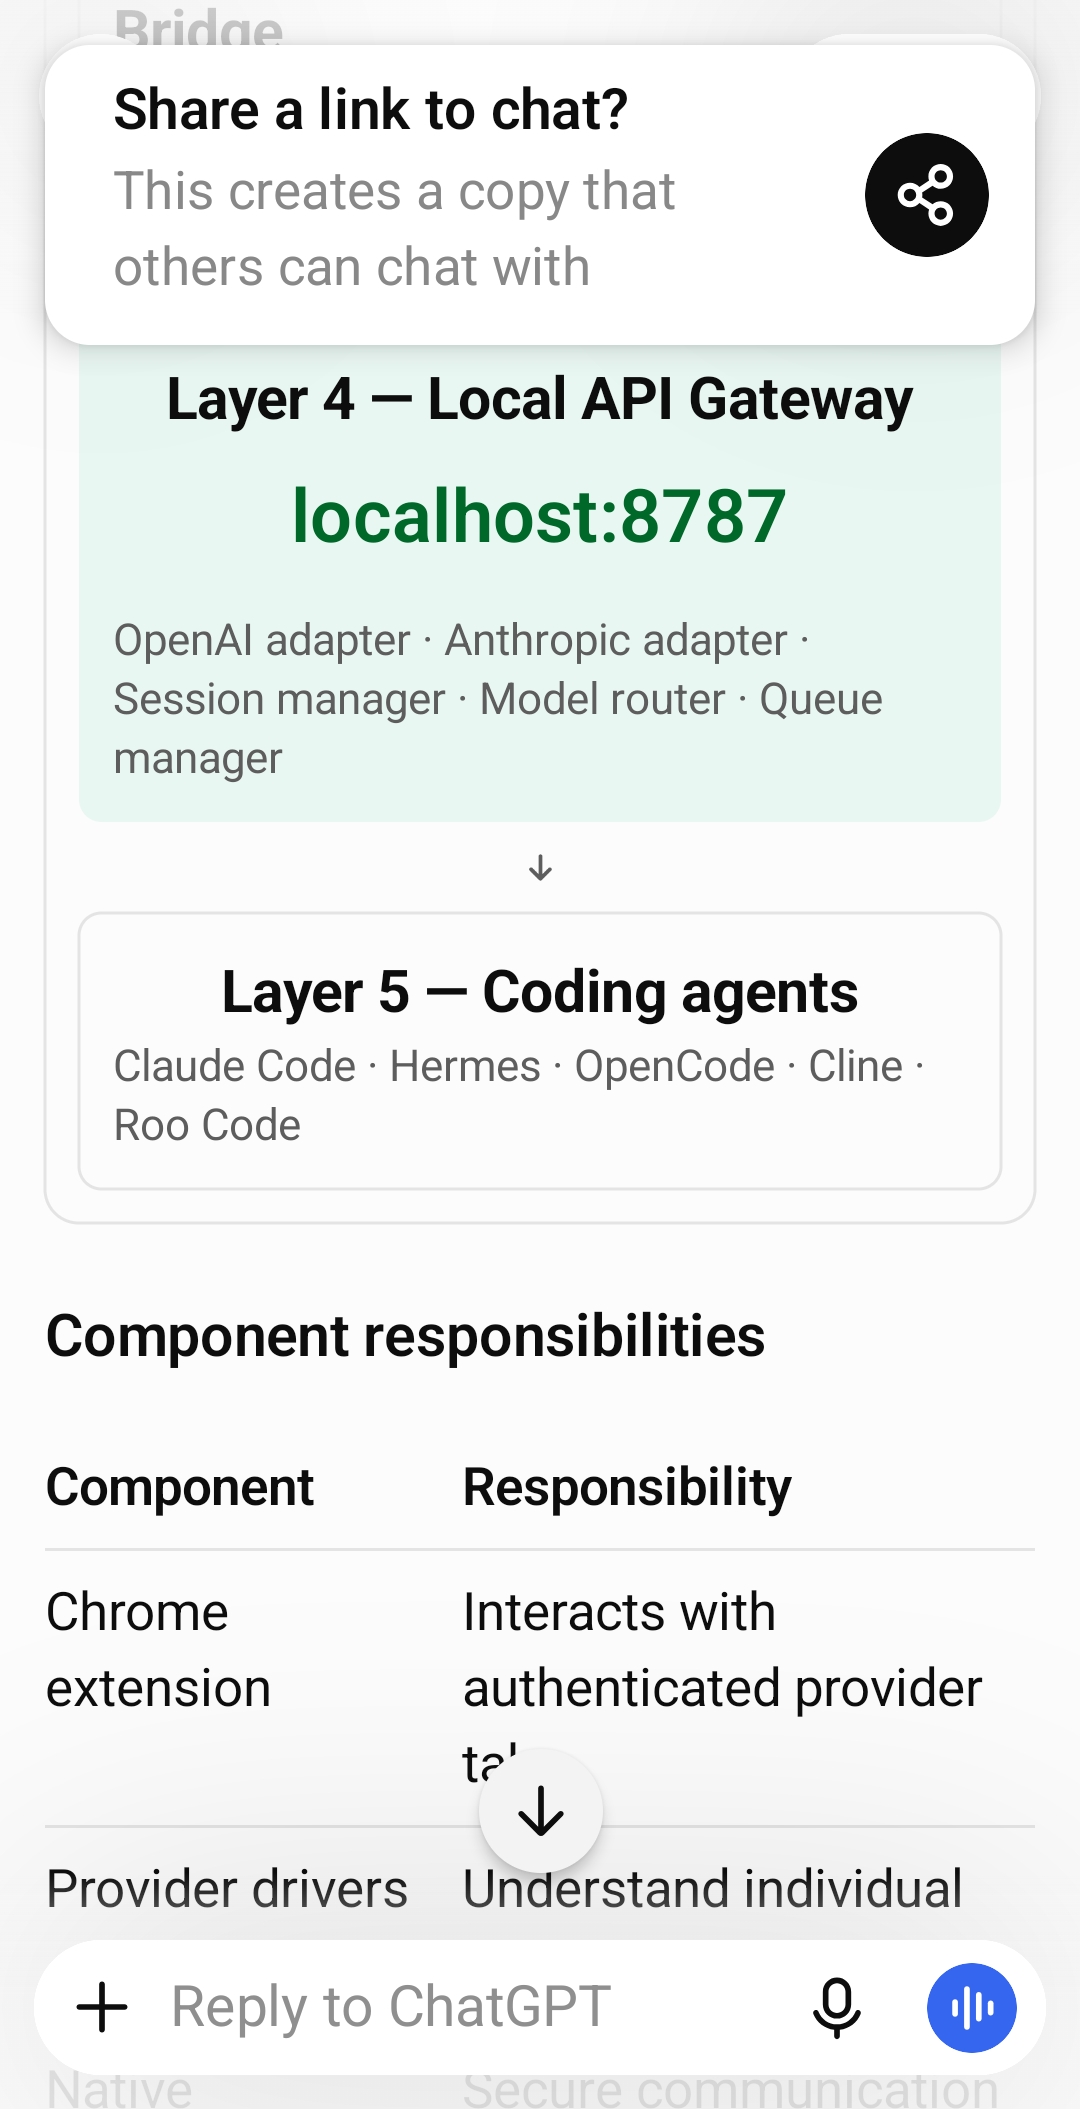 Bridge
Share a link to chat?
This creates a copy that
others can chat with
Layer 4 — Local API Gateway
localhost:8787
OpenAI adapter · Anthropic adapter ·
Session manager · Model router · Queue
manager
Layer 5 — Coding agents
Claude Code · Hermes · OpenCode · Cline ·
Roo Code
Component responsibilities
Component Responsibility
Chrome Interacts with
extension authenticated provider
Provider drivers Understand individual
Reply to ChatGPT
Native Secure communication